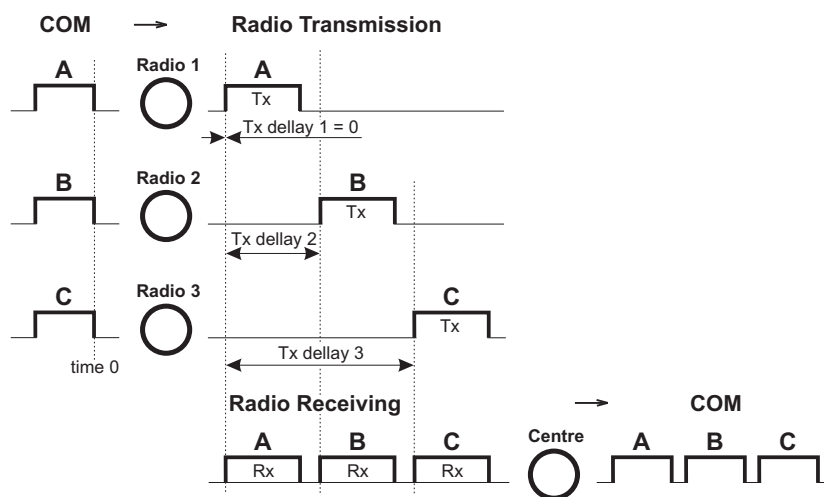 COM → Radio Transmission
A Radio 1 A
Tx
Tx dellay 1 = 0
B Radio 2 B
Tx
Tx dellay 2
C Radio 3 C
Tx
time 0
Tx dellay 3
Radio Receiving → COM
A B C Centre A B C
Rx Rx Rx